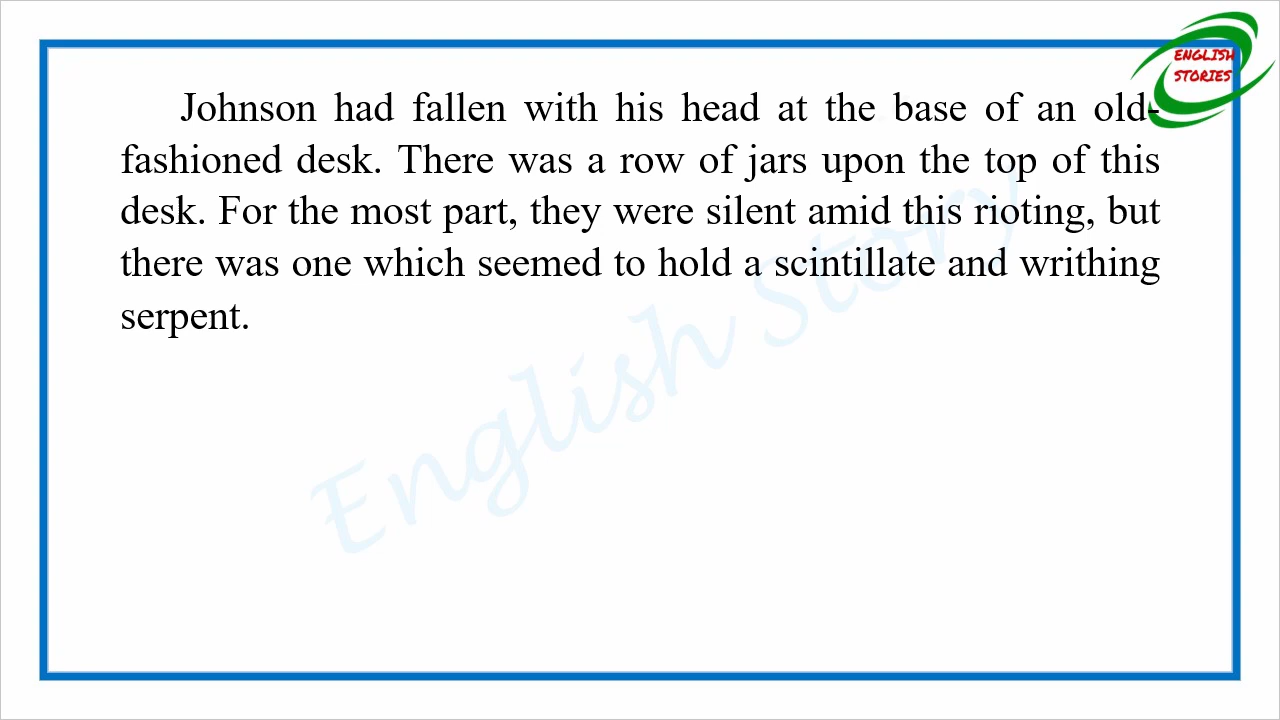 ENGLISH
STORIES
Johnson had fallen with his head at the base of an old-
fashioned desk. There was a row of jars upon the top of this
desk. For the most part, they were silent amid this rioting, but
there was one which seemed to hold a scintillate and writhing
serpent.
English Story